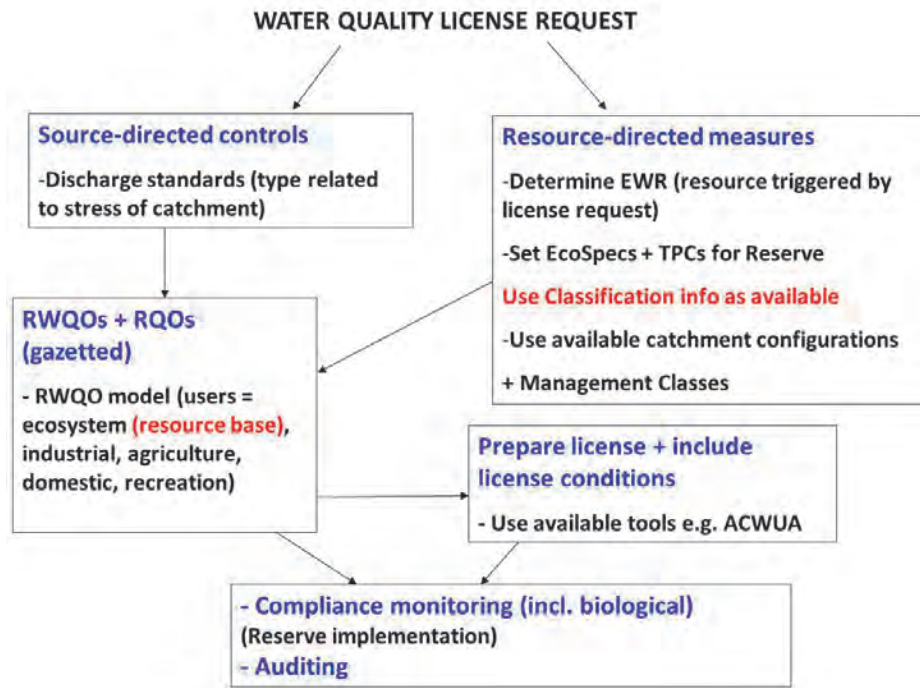 WATER QUALITY LICENSE REQUEST
Source-directed controls
-Discharge standards (type related
to stress of catchment)
Resource-directed measures
-Determine EWR (resource triggered by
license request)
-Set EcoSpecs + TPCs for Reserve
Use Classification info as available
-Use available catchment configurations
+ Management Classes
RWQOs + RQOs
(gazetted)
- RWQO model (users =
ecosystem (resource base),
industrial, agriculture,
domestic, recreation)
Prepare license + include
license conditions
- Use available tools e.g. ACWUA
- Compliance monitoring (incl. biological)
(Reserve implementation)
- Auditing